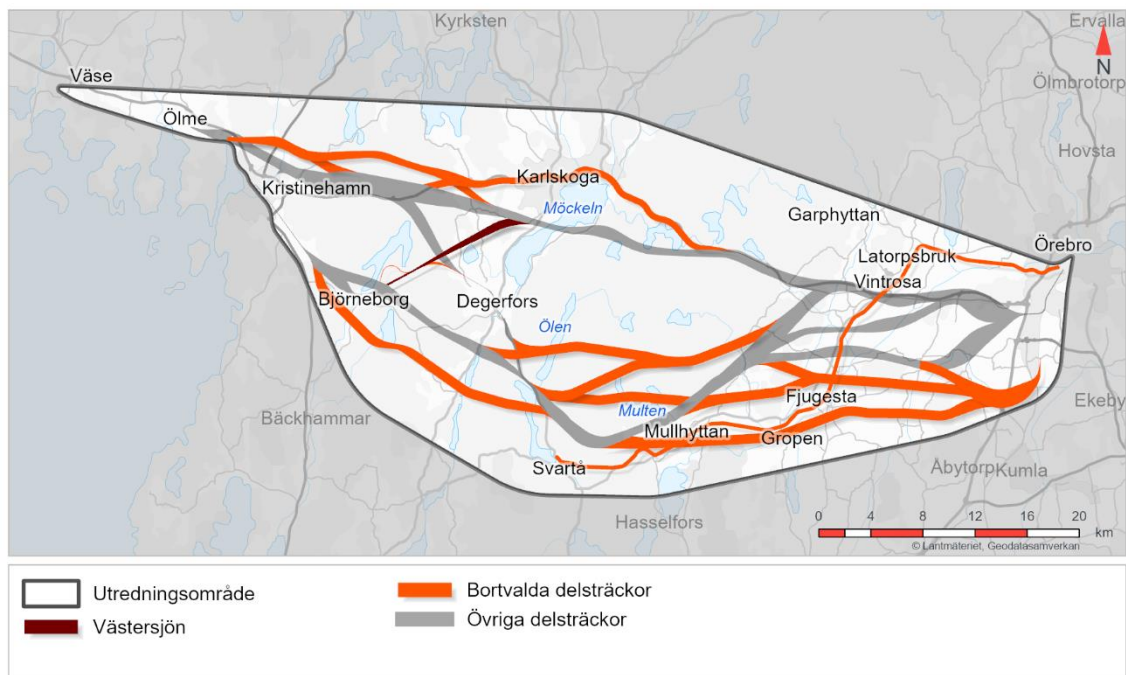 Kyrksten
Ervalla
N
Väse
Ölmbrotorp
Ölme
Hovsta
Kristinehamn
Karlskoga
Möckeln
Garphyttan
Örebro
Latorpsbruk
Vintrosa
Björneborg
Degerfors
Ölen
Fjugesta
Ekeby
Bäckhammar
Multen
Mullhyttan
Gropen
Svartå
Åbytorp
Kumla
Hasselfors
0 4 8 12 16 20
km
© Lantmäteriet, Geodatasamverkan
Utredningsområde
Västersjön
Bortvalda delsträckor
Övriga delsträckor